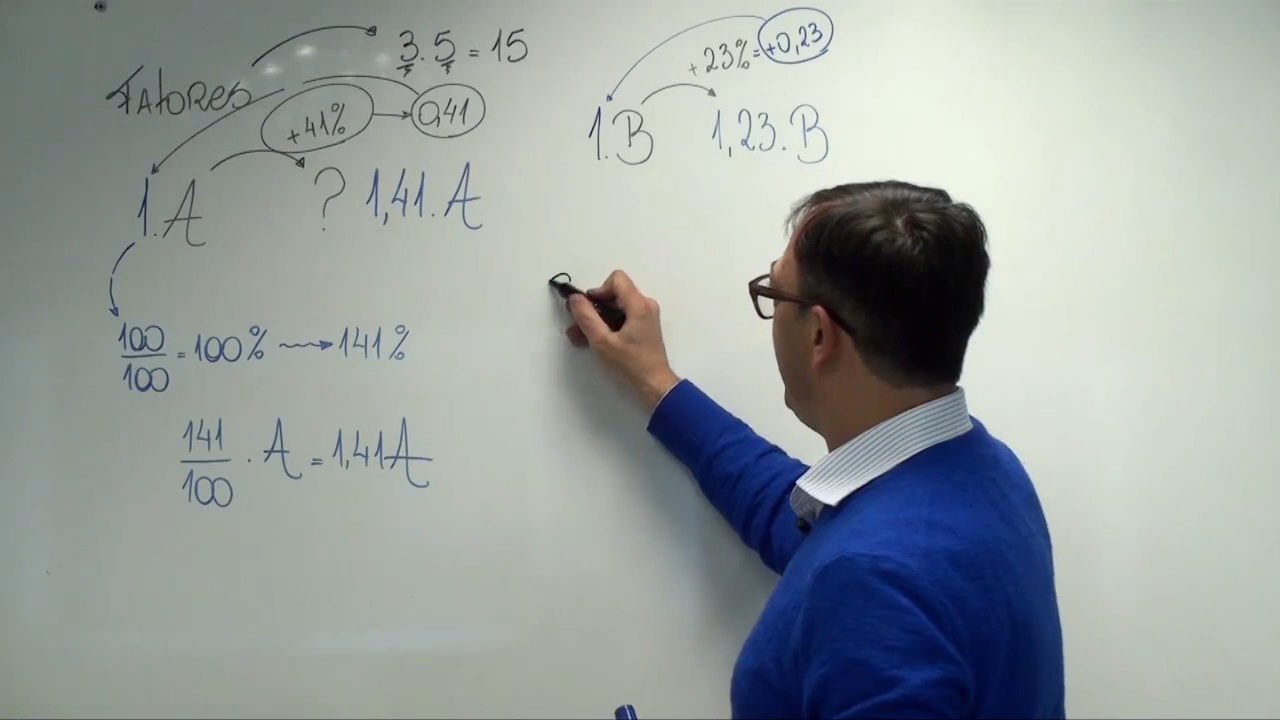 3.5 = 15
FATORES
+41% 0,41
1.A ? 1,41.A
100/100 = 100% → 141%
141/100 . A = 1,41A
+23% = +0,23
1.B 1,23.B